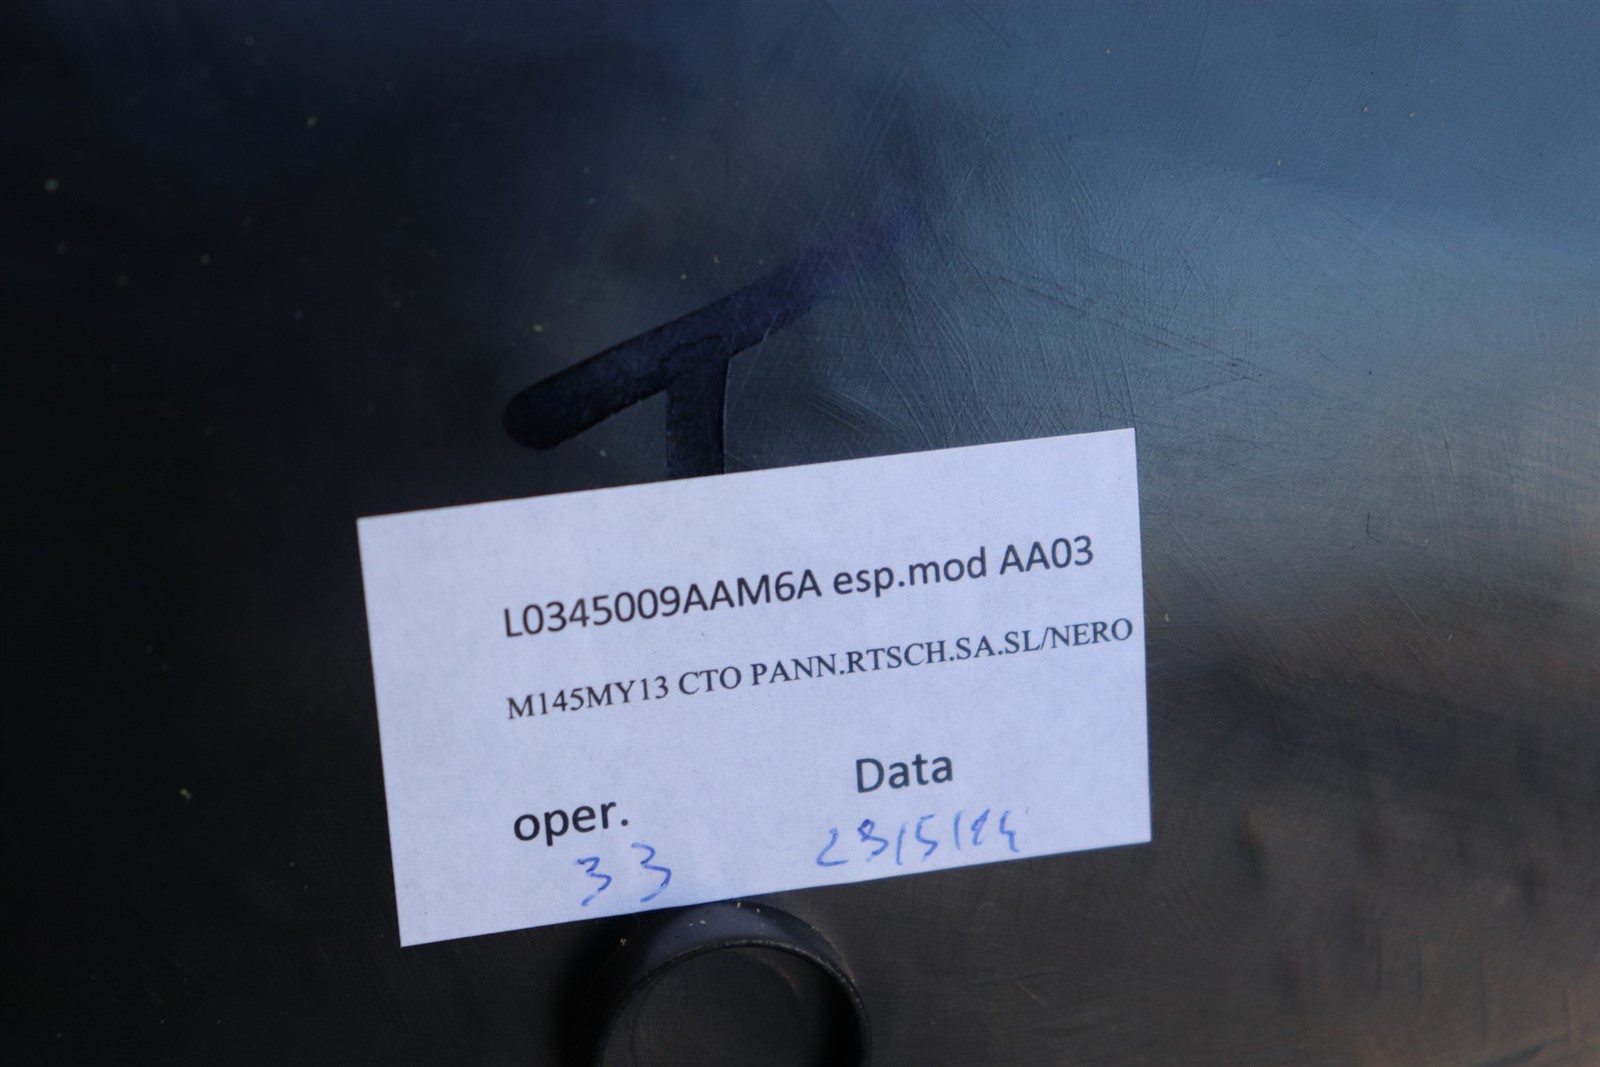 L0345009AAM6A esp.mod AA03
M145MY13 CTO PANN.RTSCH.SA.SL/NERO
oper. Data
33 23/5/14